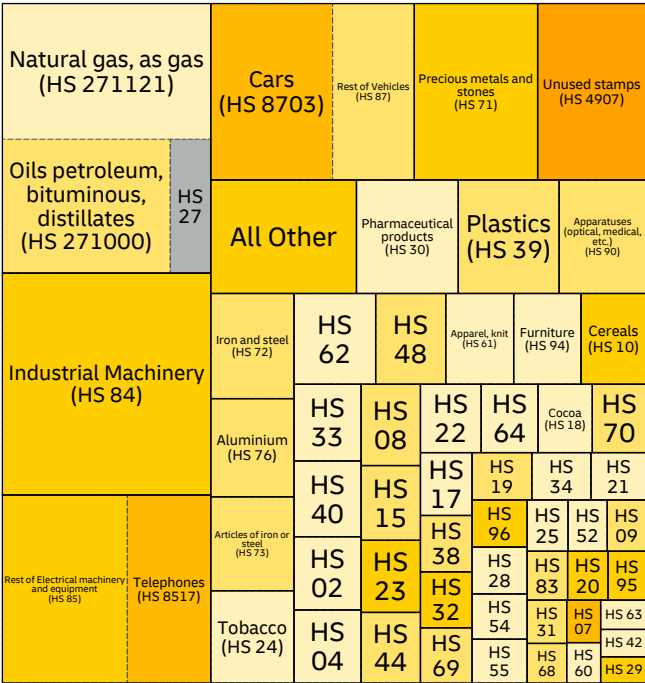 Natural gas, as gas
(HS 271121)
Oils petroleum,
bituminous,
distillates
(HS 271000)
HS
27
Industrial Machinery
(HS 84)
Rest of Electrical machinery
and equipment
(HS 85)
Telephones
(HS 8517)
Cars
(HS 8703)
Rest of Vehicles
(HS 87)
Precious metals and
stones
(HS 71)
Unused stamps
(HS 4907)
All Other
Pharmaceutical
products
(HS 30)
Plastics
(HS 39)
Apparatuses
(optical, medical,
etc.)
(HS 90)
Iron and steel
(HS 72)
Aluminium
(HS 76)
Articles of iron or
steel
(HS 73)
Tobacco
(HS 24)
HS
62
HS
48
Apparel, knit
(HS 61)
Furniture
(HS 94)
Cereals
(HS 10)
HS
33
HS
40
HS
02
HS
04
HS
08
HS
15
HS
23
HS
44
HS
22
HS
64
Cocoa
(HS 18)
HS
70
HS
17
HS
38
HS
32
HS
69
HS
19
HS
34
HS
21
HS
96
HS
28
HS
54
HS
55
HS
25
HS
52
HS
09
HS
83
HS
20
HS
95
HS
31
HS
07
HS 63
HS 42
HS
68
HS
60
HS 29